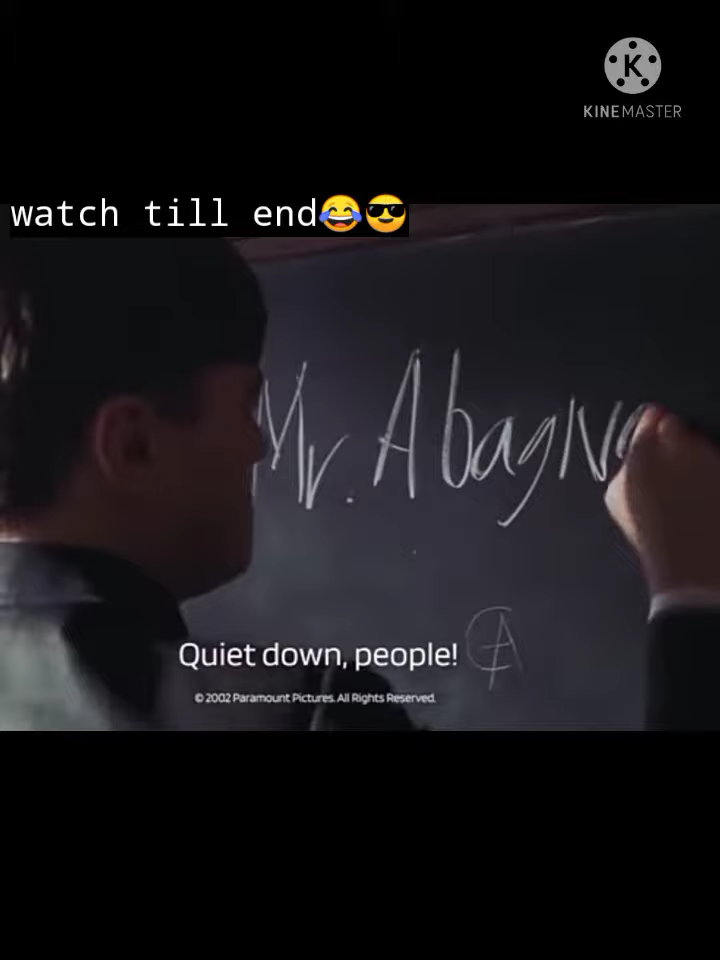 K
KINEMASTER
watch till end😂😎
Mr. Abagna
Quiet down, people!
© 2002 Paramount Pictures. All Rights Reserved.